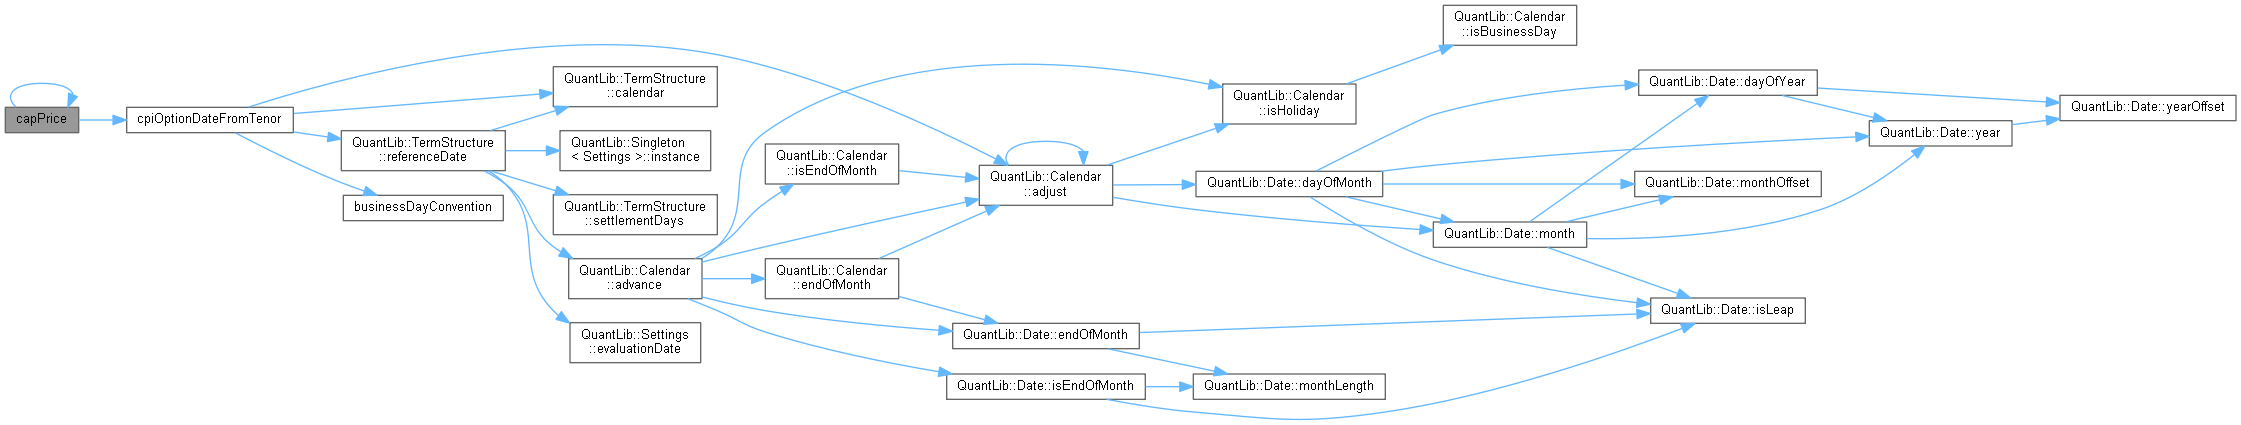 capPrice
cpiOptionDateFromTenor
QuantLib::TermStructure
::calendar
QuantLib::TermStructure
::referenceDate
businessDayConvention
QuantLib::Singleton
< Settings >::instance
QuantLib::TermStructure
::settlementDays
QuantLib::Calendar
::advance
QuantLib::Settings
::evaluationDate
QuantLib::Calendar
::isEndOfMonth
QuantLib::Calendar
::endOfMonth
QuantLib::Date::endOfMonth
QuantLib::Date::isEndOfMonth
QuantLib::Calendar
::adjust
QuantLib::Calendar
::isHoliday
QuantLib::Calendar
::isBusinessDay
QuantLib::Date::dayOfMonth
QuantLib::Date::monthLength
QuantLib::Date::month
QuantLib::Date::dayOfYear
QuantLib::Date::monthOffset
QuantLib::Date::isLeap
QuantLib::Date::year
QuantLib::Date::yearOffset